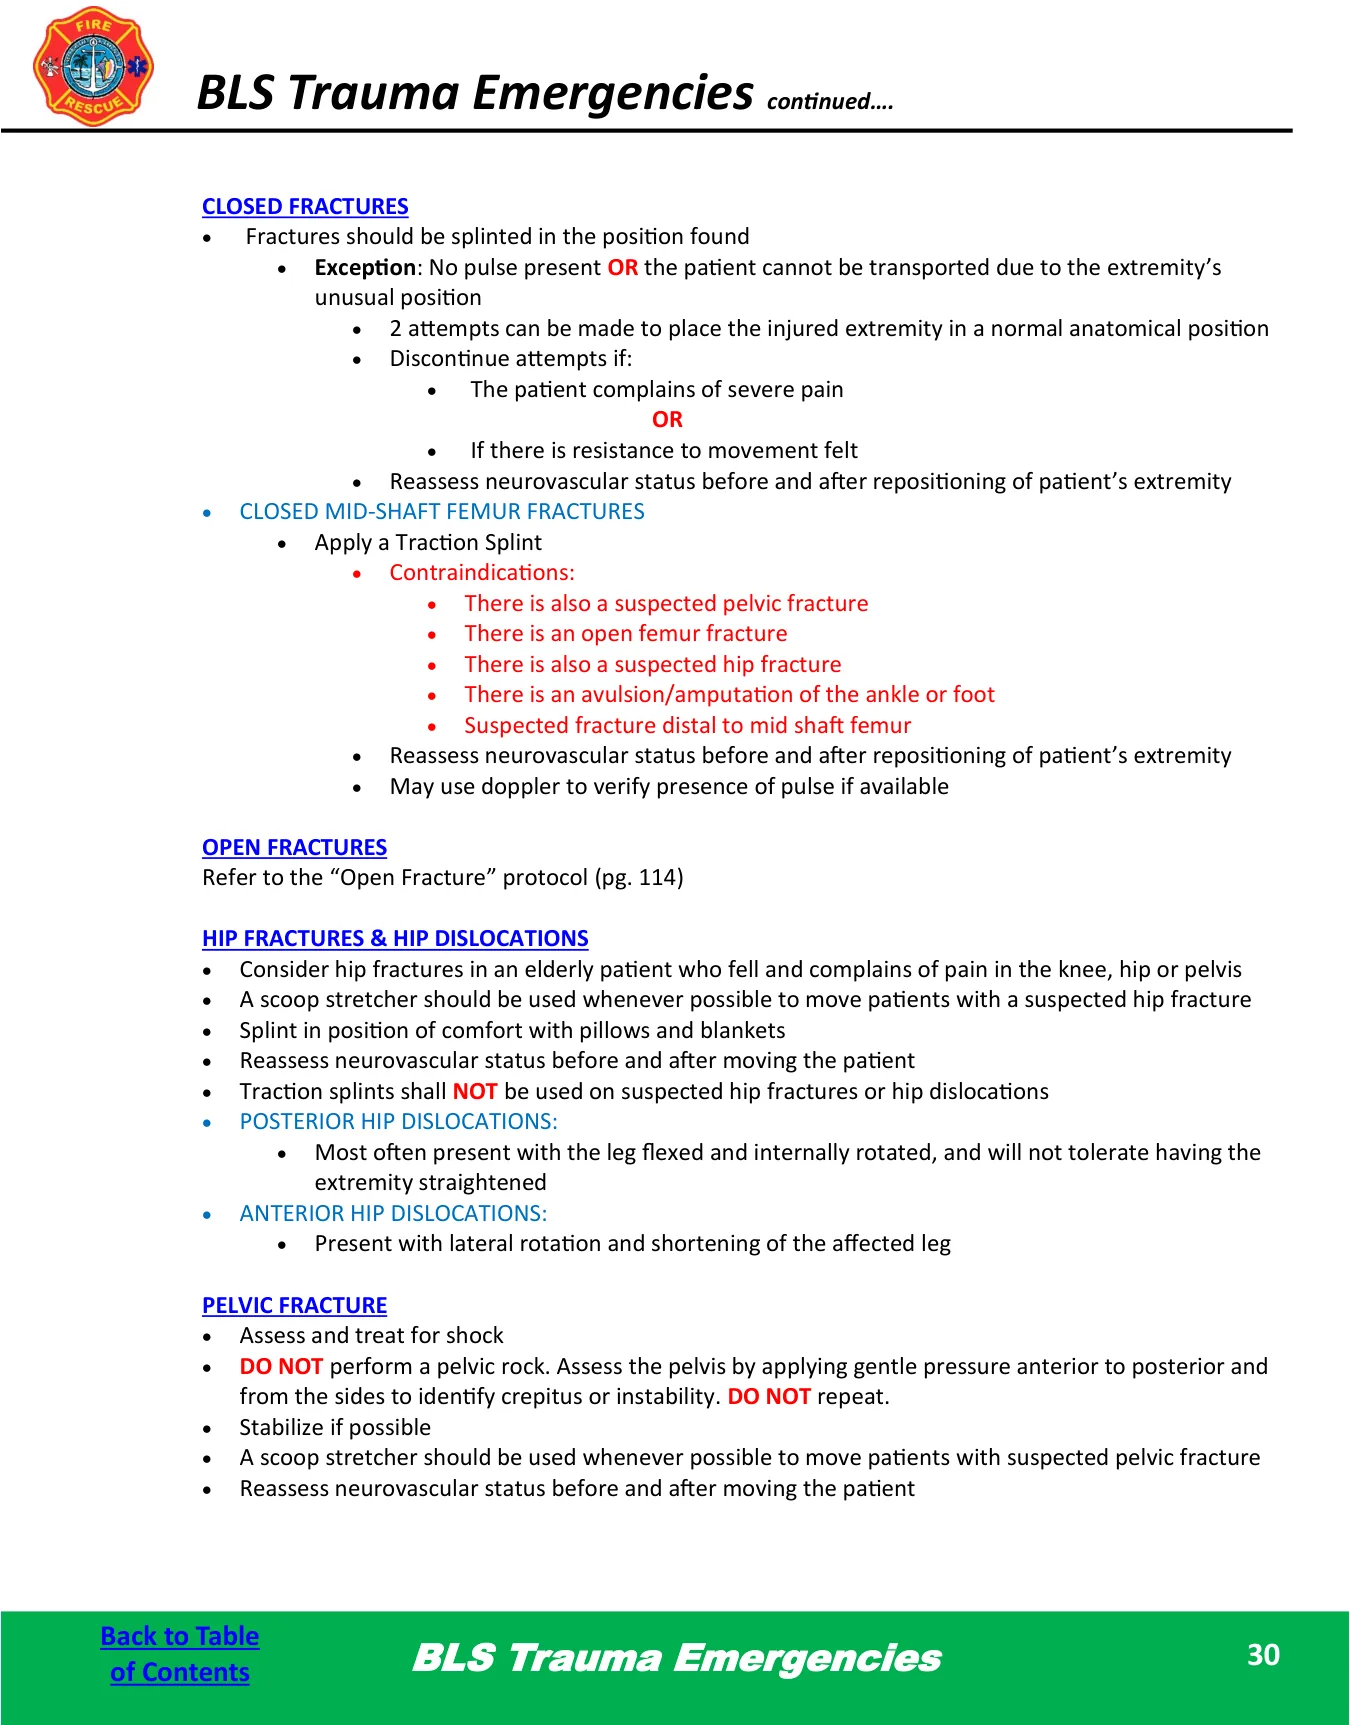 FIRE
RESCUE
BLS Trauma Emergencies continued....
CLOSED FRACTURES
• Fractures should be splinted in the position found
• Exception: No pulse present OR the patient cannot be transported due to the extremity's
unusual position
• 2 attempts can be made to place the injured extremity in a normal anatomical position
• Discontinue attempts if:
• The patient complains of severe pain
OR
• If there is resistance to movement felt
• Reassess neurovascular status before and after repositioning of patient's extremity
• CLOSED MID-SHAFT FEMUR FRACTURES
• Apply a Traction Splint
• Contraindications:
• There is also a suspected pelvic fracture
• There is an open femur fracture
• There is also a suspected hip fracture
• There is an avulsion/amputation of the ankle or foot
• Suspected fracture distal to mid shaft femur
• Reassess neurovascular status before and after repositioning of patient's extremity
• May use doppler to verify presence of pulse if available
OPEN FRACTURES
Refer to the “Open Fracture” protocol (pg. 114)
HIP FRACTURES & HIP DISLOCATIONS
• Consider hip fractures in an elderly patient who fell and complains of pain in the knee, hip or pelvis
• A scoop stretcher should be used whenever possible to move patients with a suspected hip fracture
• Splint in position of comfort with pillows and blankets
• Reassess neurovascular status before and after moving the patient
• Traction splints shall NOT be used on suspected hip fractures or hip dislocations
• POSTERIOR HIP DISLOCATIONS:
• Most often present with the leg flexed and internally rotated, and will not tolerate having the
extremity straightened
• ANTERIOR HIP DISLOCATIONS:
• Present with lateral rotation and shortening of the affected leg
PELVIC FRACTURE
• Assess and treat for shock
• DO NOT perform a pelvic rock. Assess the pelvis by applying gentle pressure anterior to posterior and
from the sides to identify crepitus or instability. DO NOT repeat.
• Stabilize if possible
• A scoop stretcher should be used whenever possible to move patients with suspected pelvic fracture
• Reassess neurovascular status before and after moving the patient
Back to Table
of Contents
BLS Trauma Emergencies
30